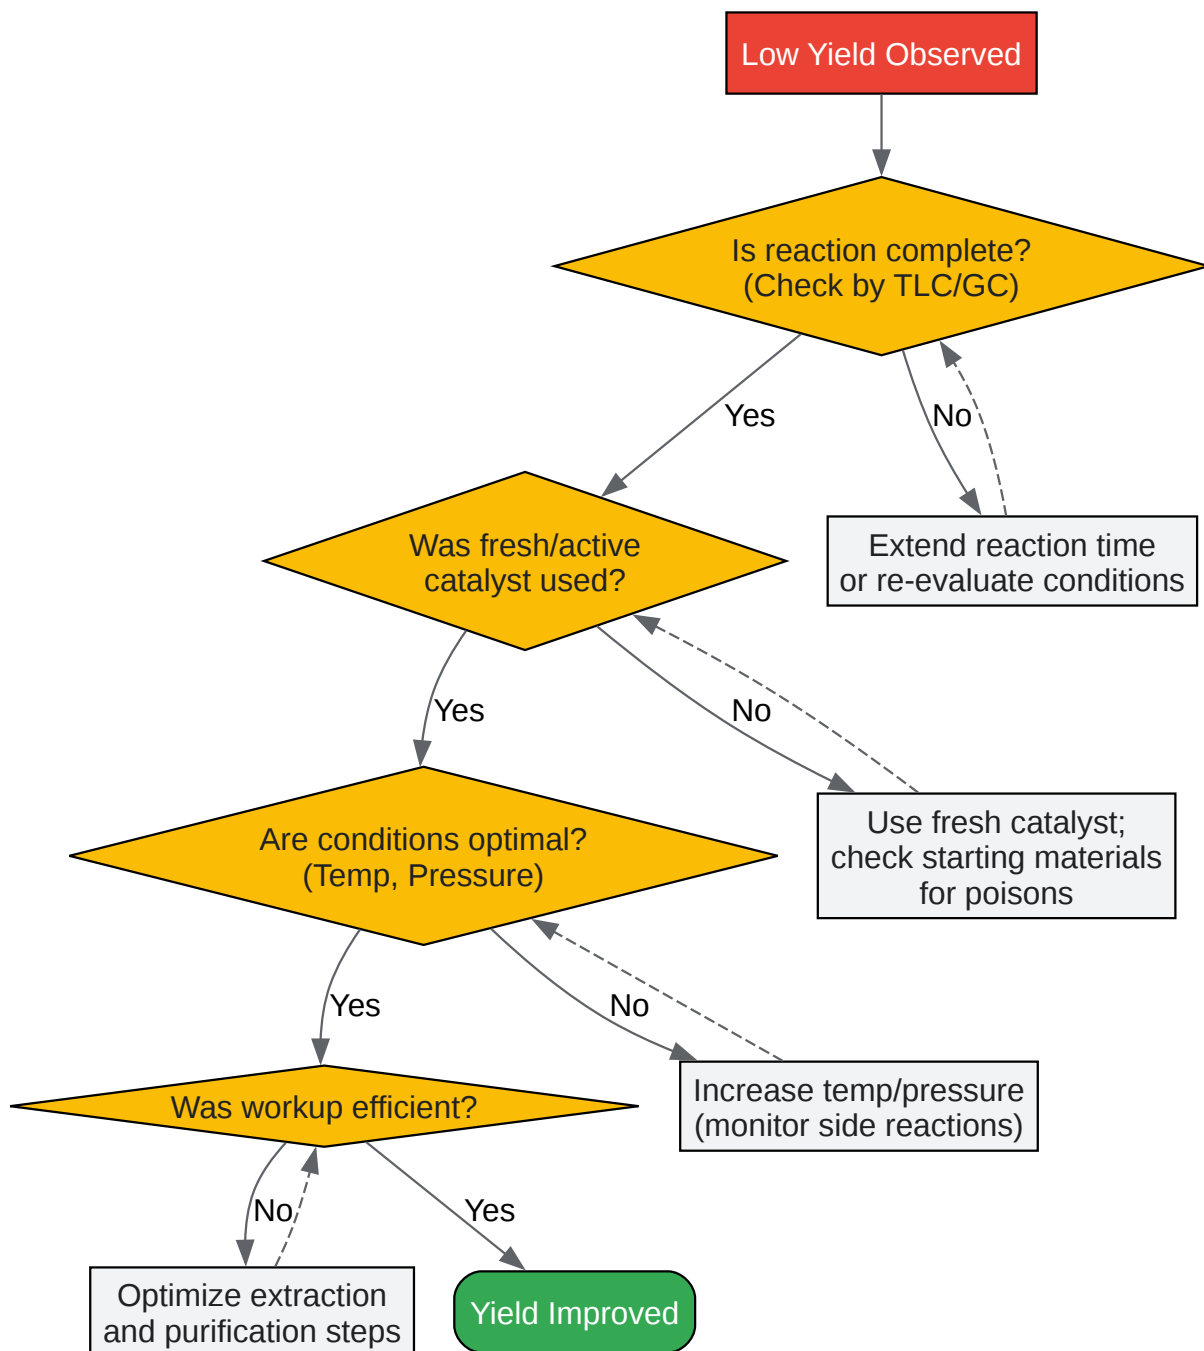 Low Yield Observed
Is reaction complete?
(Check by TLC/GC)
Yes
No
Was fresh/active
catalyst used?
Extend reaction time
or re-evaluate conditions
Yes
No
Are conditions optimal?
(Temp, Pressure)
Use fresh catalyst;
check starting materials
for poisons
Yes
No
Was workup efficient?
Increase temp/pressure
(monitor side reactions)
No
Yes
Optimize extraction
and purification steps
Yield Improved